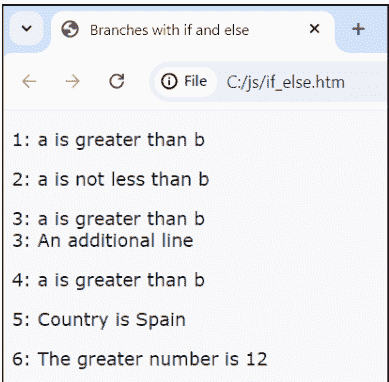 Branches with if and else
File C:/js/if_else.htm
1: a is greater than b
2: a is not less than b
3: a is greater than b
3: An additional line
4: a is greater than b
5: Country is Spain
6: The greater number is 12